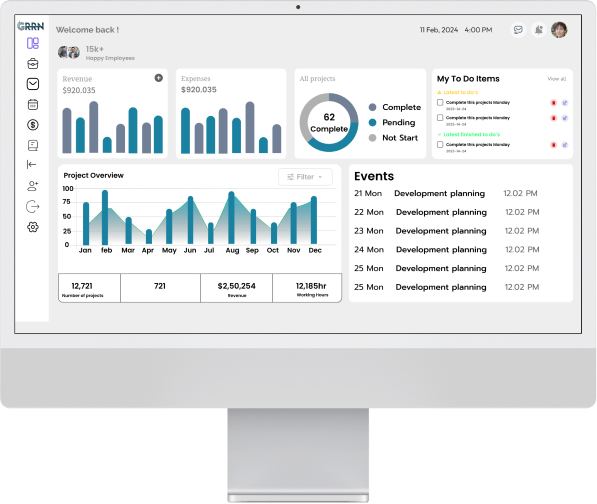 GRRN
Welcome back !
11 Feb, 2024 4:00 PM
15k+
Happy Employees
Revenue
$920.035
Expenses
$920.035
All projects
62
Complete
Complete
Pending
Not Start
My To Do Items
View all
Latest to do's
Complete this projects Monday
2023-14-24
Complete this projects Monday
2023-14-24
Latest finished to do's
Complete this projects Monday
2023-14-24
Project Overview
Filter
100
75
50
25
0
Jan feb Mar Apr May Jun Jul Aug Sep Oct Nov Dec
12,721
Number of projects
721
$2,50,254
Revenue
12,185hr
Working Hours
Events
21 Mon Development planning 12.02 PM
22 Mon Development planning 12.02 PM
23 Mon Development planning 12.02 PM
24 Mon Development planning 12.02 PM
25 Mon Development planning 12.02 PM
25 Mon Development planning 12.02 PM